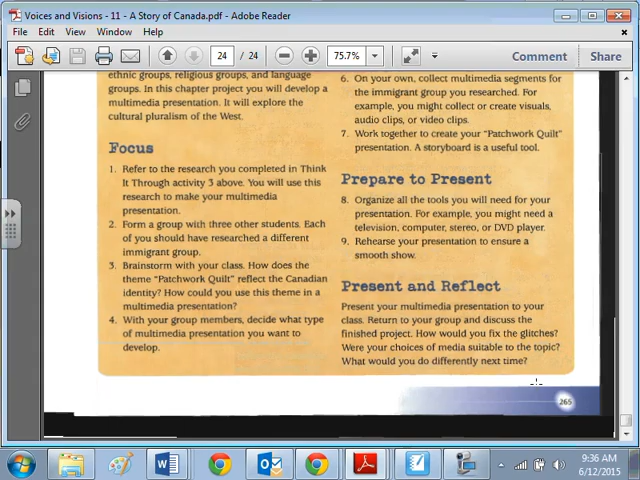 Voices and Visions - 11 - A Story of Canada.pdf - Adobe Reader
File Edit View Window Help
24 / 24 75.7% Comment Share
ethnic groups, religious groups, and language
groups. In this chapter project you will develop a
multimedia presentation. It will explore the
cultural pluralism of the West.
Focus
1. Refer to the research you completed in Think
It Through activity 3 above. You will use this
research to make your multimedia
presentation.
2. Form a group with three other students. Each
of you should have researched a different
immigrant group.
3. Brainstorm with your class. How does the
theme "Patchwork Quilt" reflect the Canadian
identity? How could you use this theme in a
multimedia presentation?
4. With your group members, decide what type
of multimedia presentation you want to
develop.
6. On your own, collect multimedia segments for
the immigrant group you researched. For
example, you might collect or create visuals,
audio clips, or video clips.
7. Work together to create your "Patchwork Quilt"
presentation. A storyboard is a useful tool.
Prepare to Present
8. Organize all the tools you will need for your
presentation. For example, you might need a
television, computer, stereo, or DVD player.
9. Rehearse your presentation to ensure a
smooth show.
Present and Reflect
Present your multimedia presentation to your
class. Return to your group and discuss the
finished project. How would you fix the glitches?
Were your choices of media suitable to the topic?
What would you do differently next time?
265
9:36 AM
6/12/2015